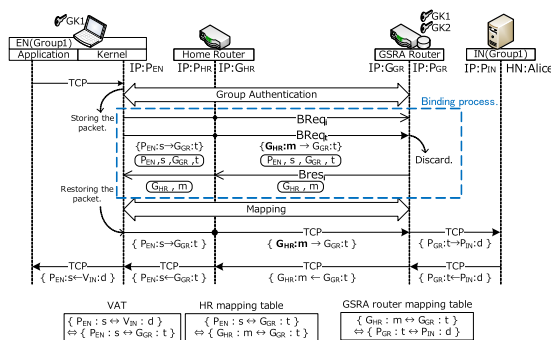 GK1
GK1
GK2
EN(Group1)
Application Kernel
Home Router
GSRA Router
IN(Group1)
IP:PEN IP:PHR IP:GHR IP:GGR IP:PGR IP:PIN HN:Alice
TCP
Group Authentication
Binding process.
Storing the
packet.
BReqI
BReqt
{PEN:s→GGR:t} {GHR:m → GGR:t}
PEN , s , GGR , t PEN , s , GGR , t
Discard.
Bres
GHR , m GHR , m
Restoring the
packet.
Mapping
TCP TCP TCP
{ PEN:s→GGR:t } { GHR:m → GGR:t } { PGR:t→PIN:d }
TCP TCP TCP TCP
{ PEN:s←VIN:d } { PEN:s←GGR:t } { GHR:m ← GGR:t } { PGR:t←PIN:d }
VAT HR mapping table GSRA router mapping table
{ PEN : s ↔ VIN : d } { PEN : s ↔ GGR : t } { GHR : m ↔ GGR : t }
⇔ { PEN : s ↔ GGR : t } ⇔ { GHR : m ↔ GGR : t } ⇔ { PGR : t ↔ PIN : d }